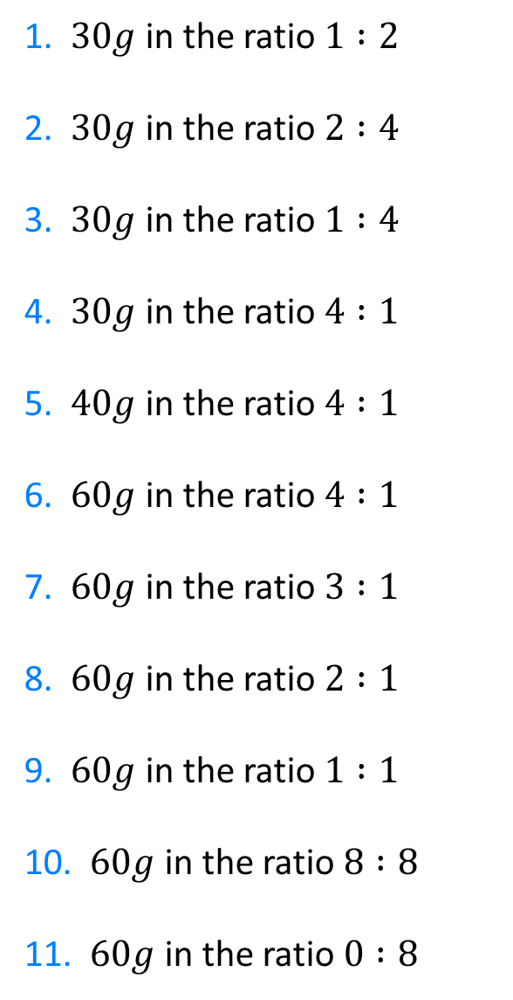 1. 30g in the ratio 1 : 2
2. 30g in the ratio 2 : 4
3. 30g in the ratio 1 : 4
4. 30g in the ratio 4 : 1
5. 40g in the ratio 4 : 1
6. 60g in the ratio 4 : 1
7. 60g in the ratio 3 : 1
8. 60g in the ratio 2 : 1
9. 60g in the ratio 1 : 1
10. 60g in the ratio 8 : 8
11. 60g in the ratio 0 : 8